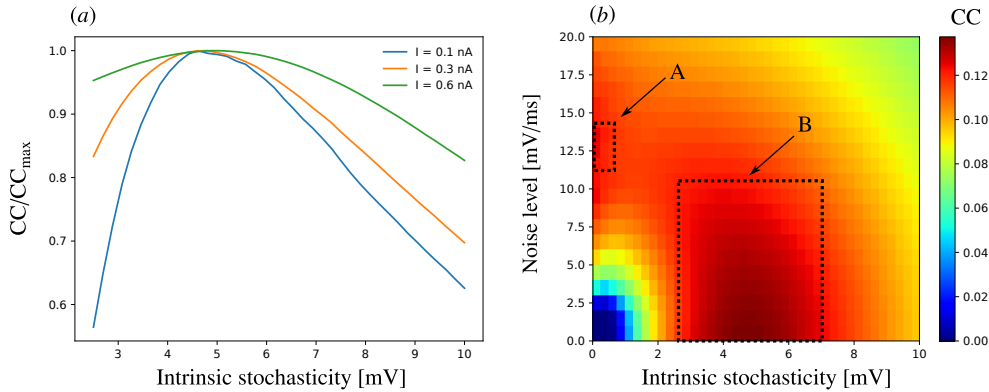 (a)
CC/CCmax
1.0
0.9
0.8
0.7
0.6
I = 0.1 nA
I = 0.3 nA
I = 0.6 nA
3 4 5 6 7 8 9 10
Intrinsic stochasticity [mV]
(b)
CC
Noise level [mV/ms]
20.0
17.5
15.0
12.5
10.0
7.5
5.0
2.5
0.0
A
B
0 2 4 6 8 10
Intrinsic stochasticity [mV]
0.12
0.10
0.08
0.06
0.04
0.02
0.00